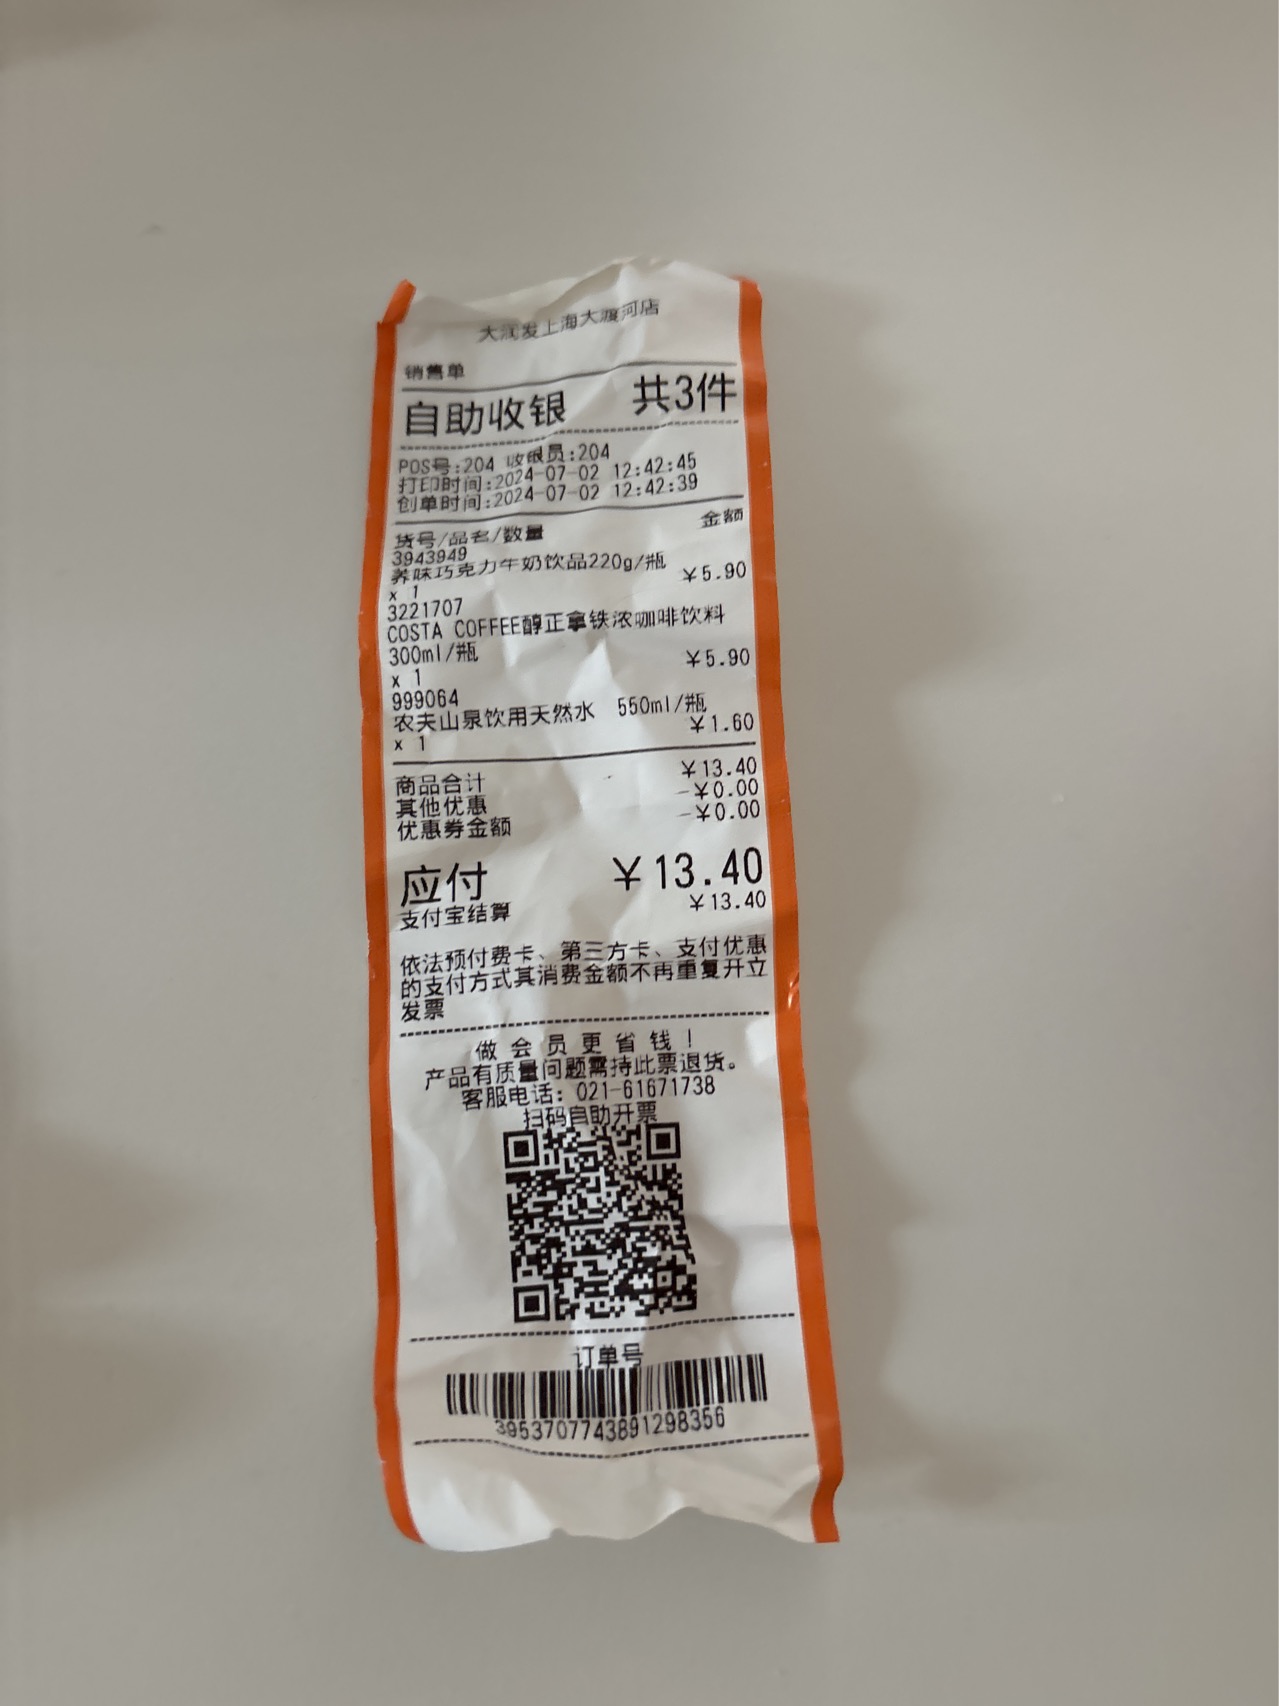 大润发上海大渡河店
销售单
自助收银 共3件
POS号:204 收银员:204
打印时间:2024-07-02 12:42:45
创单时间:2024-07-02 12:42:39
货号/品名/数量 金额
3943949
养味巧克力牛奶饮品220g/瓶
x 1 ¥5.90
3221707
COSTA COFFEE醇正拿铁浓咖啡饮料
300ml/瓶
x 1 ¥5.90
999064
农夫山泉饮用天然水 550ml/瓶
x 1 ¥1.60
商品合计 ¥13.40
其他优惠 -¥0.00
优惠券金额 -¥0.00
应付 ¥13.40
支付宝结算 ¥13.40
依法预付费卡、第三方卡、支付优惠
的支付方式其消费金额不再重复开立
发票
做会员更省钱！
产品有质量问题需持此票退货。
客服电话：021-61671738
扫码自助开票
订单号
3953707743891298356